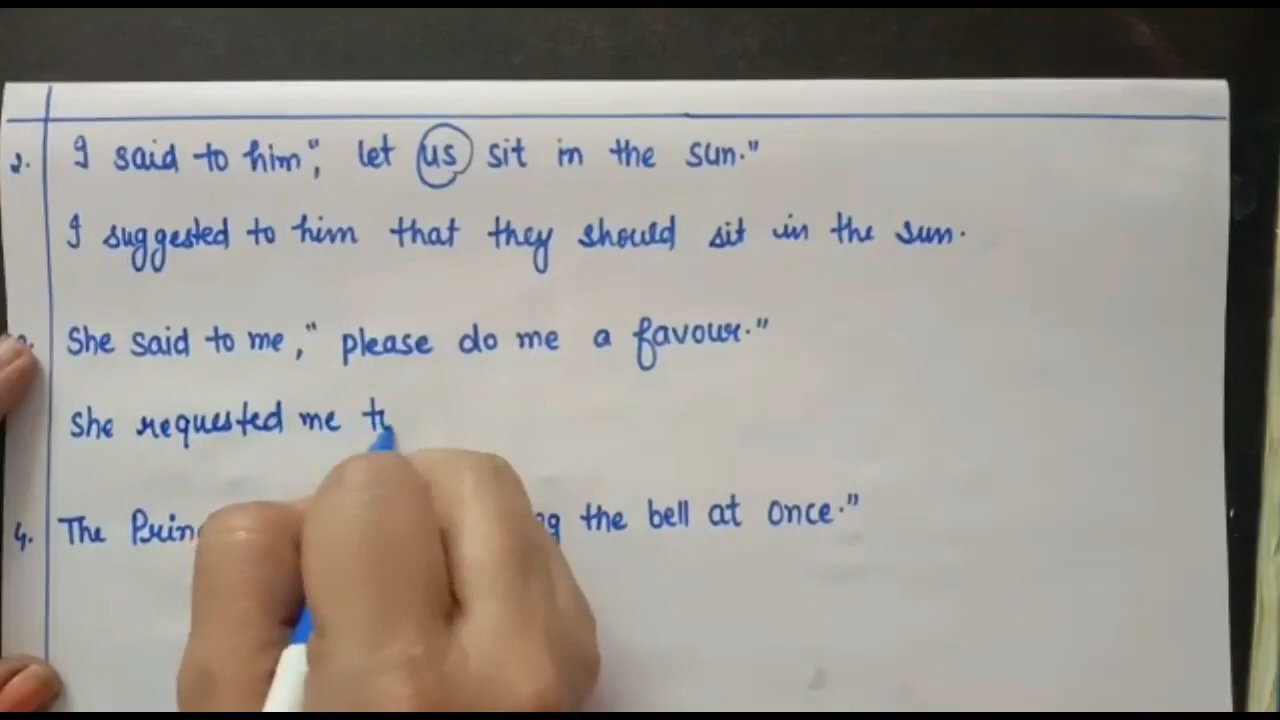 2. I said to him", let us sit in the sun."
I suggested to him that they should sit in the sun.
She said to me," please do me a favour."
She requested me
4. The the bell at once."